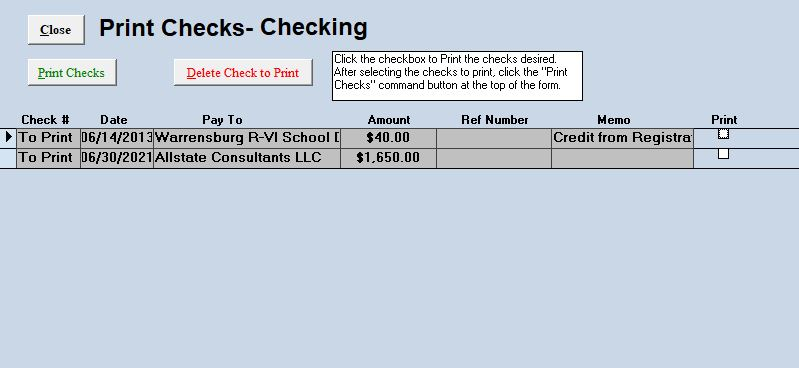 Close
Print Checks- Checking
Print Checks
Delete Check to Print
Click the checkbox to Print the checks desired.
After selecting the checks to print, click the "Print
Checks" command button at the top of the form.
Check # Date Pay To Amount Ref Number Memo Print
To Print 06/14/2013 Warrensburg R-VI School $40.00 Credit from Registra
To Print 06/30/2021 Allstate Consultants LLC $1,650.00